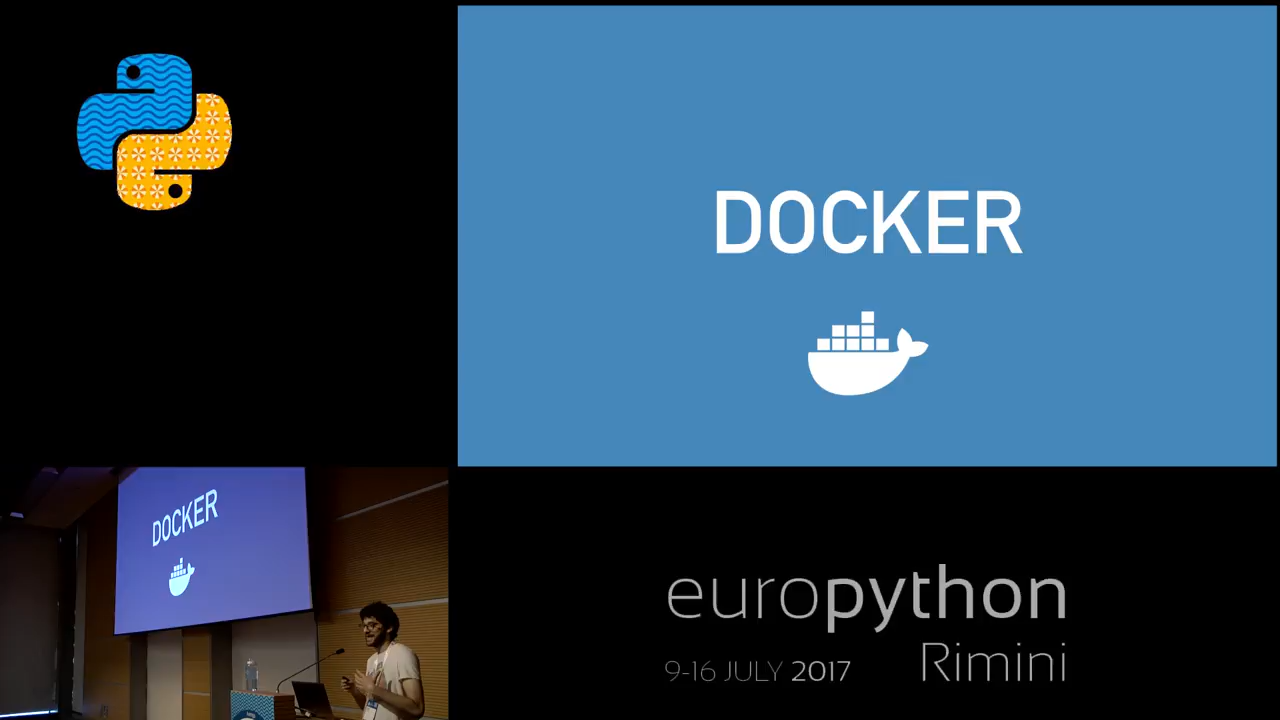 DOCKER
DOCKER
europython
Rimini
9-16 JULY 2017